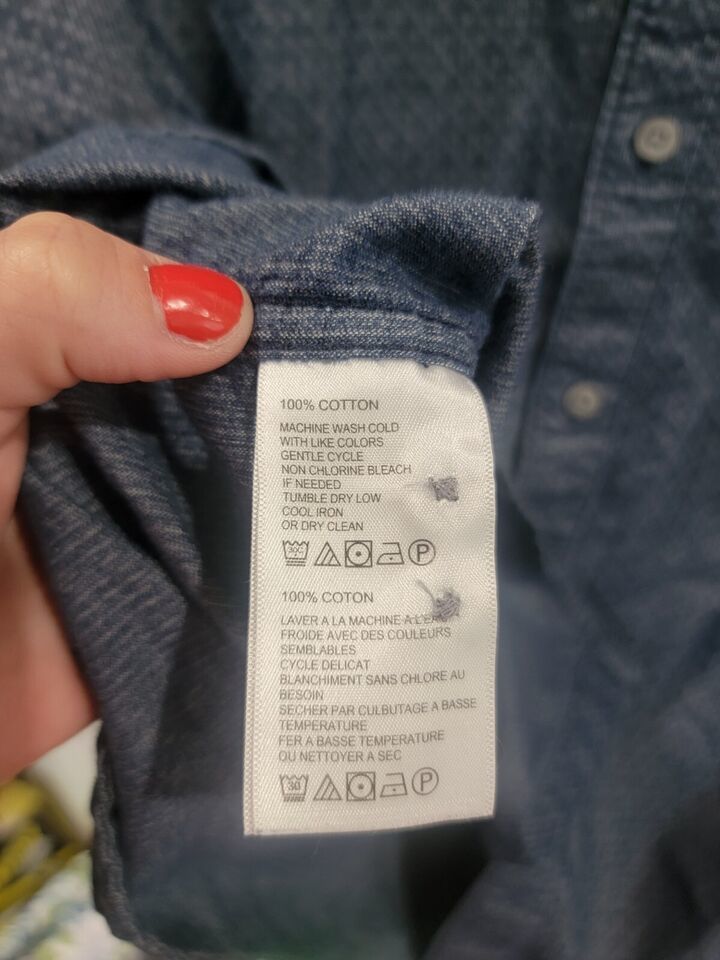 100% COTTON
MACHINE WASH COLD
WITH LIKE COLORS
GENTLE CYCLE
NON CHLORINE BLEACH
IF NEEDED
TUMBLE DRY LOW
COOL IRON
OR DRY CLEAN
30C P
100% COTON
LAVER A LA MACHINE A
FROIDE AVEC DES COULEURS
SEMBLABLES
CYCLE DELICAT
BLANCHIMENT SANS CHLORE AU
BESOIN
SECHER PAR CULBUTAGE A BASSE
TEMPERATURE
FER A BASSE TEMPERATURE
OU NETTOYER A SEC
30 P